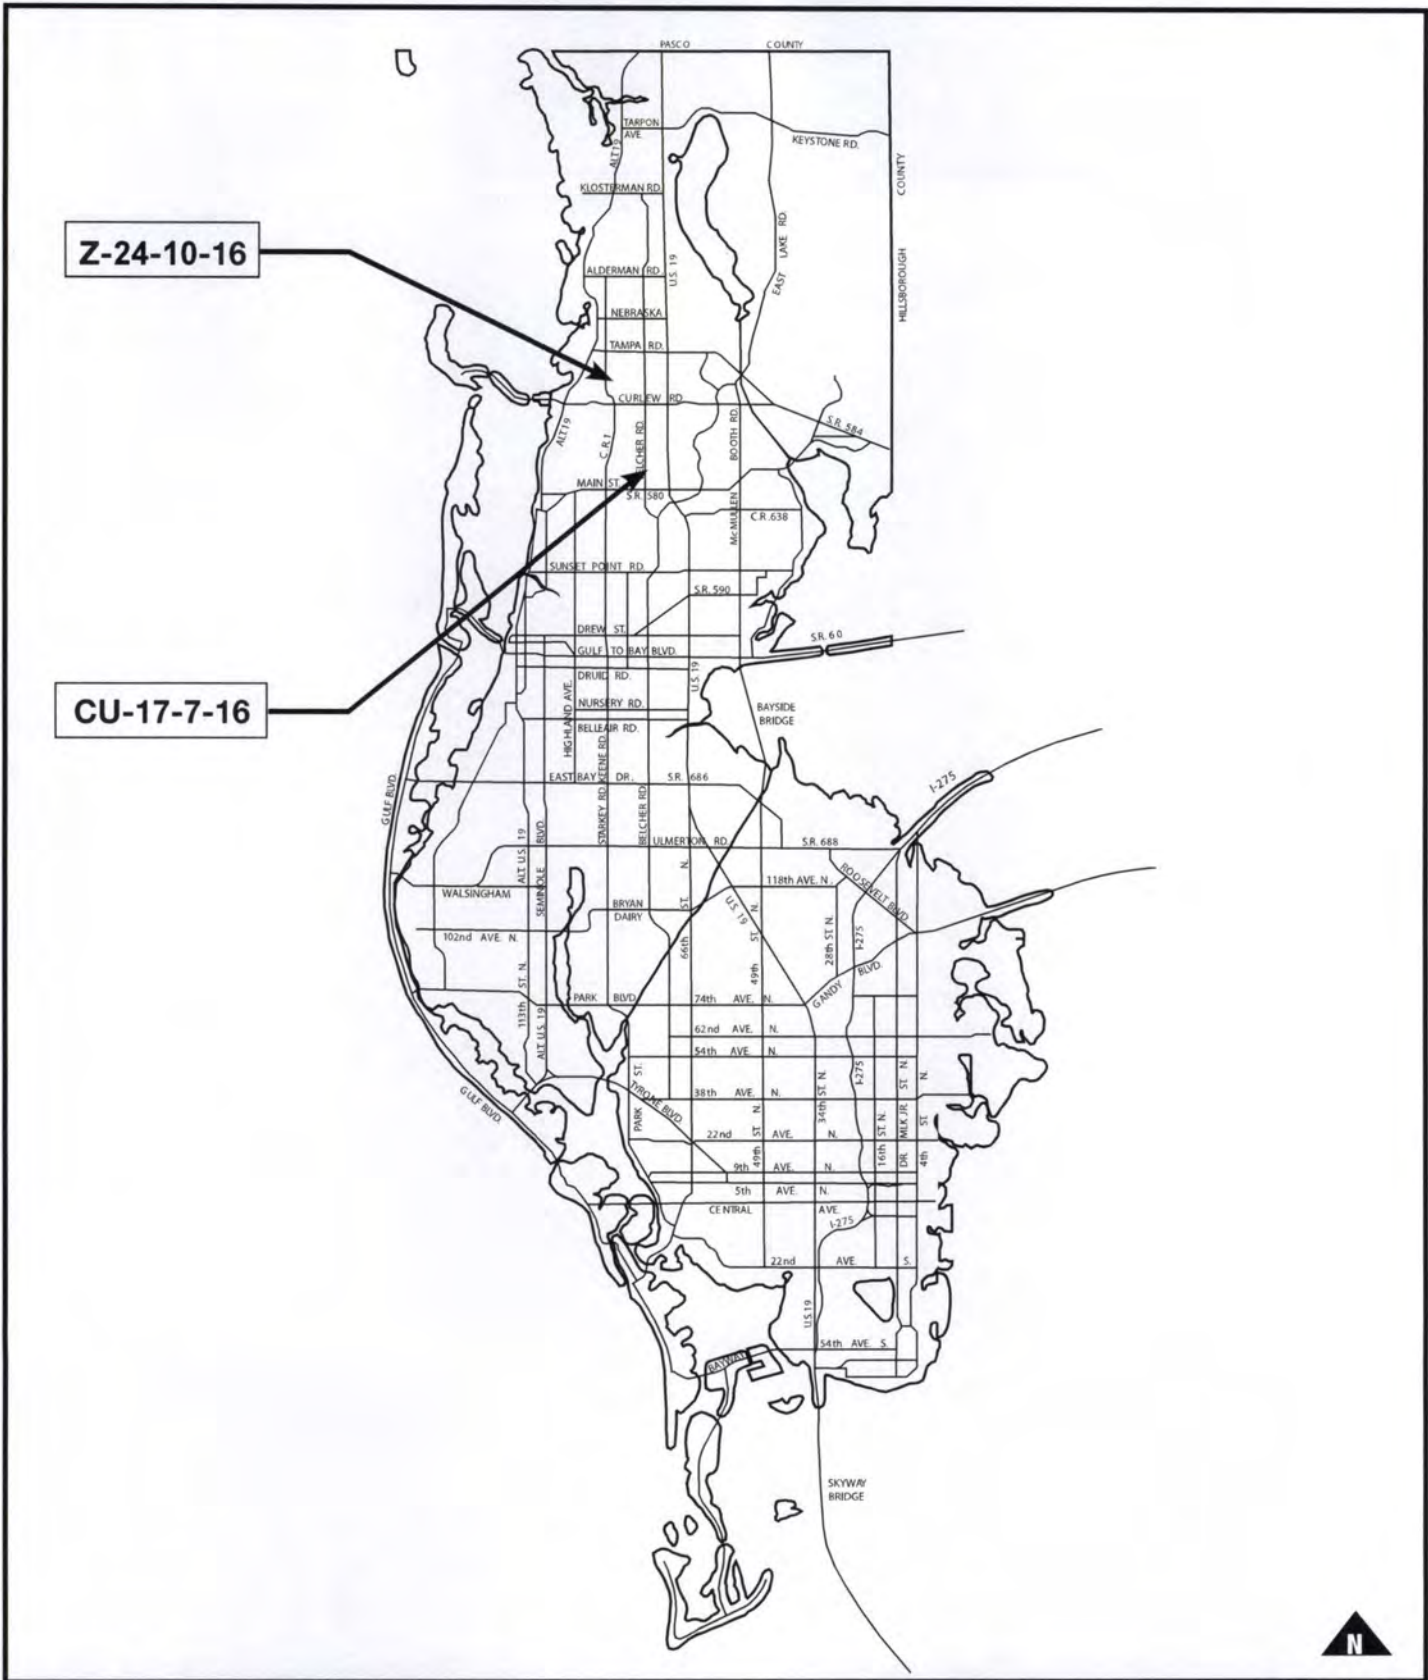 PASCO COUNTY
TARPON
AVE.
KEYSTONE RD.
ALT 19
COUNTY
HILLSBOROUGH
KLOSTERMAN RD.
EAST LAKE RD.
Z-24-10-16
ALDERMAN RD.
U.S. 19
NEBRASKA
TAMPA RD.
CURLEW RD.
S.R. 584
ALT 19
C.R.1
BOOTH RD.
MAIN ST.
S.R. 580
McMULLEN
C.R.638
SUNSET POINT RD.
S.R. 590
DREW ST.
S.R. 60
GULF TO BAY BLVD.
DRUID RD.
U.S. 19
CU-17-7-16
HIGHLAND AVE.
NURSERY RD.
BAYSIDE
BRIDGE
BELLEAIR RD.
KEENE RD.
EAST BAY DR. S.R. 686
GULF BLVD.
STARKEY RD.
BELCHER RD.
I-275
ALT U.S. 19
SEMINOLE BLVD
ULMERTON RD. S.R. 688
WALSINGHAM
118th AVE. N.
ROOSEVELT BLVD.
BRYAN
DAIRY
66th ST. N.
U.S. 19
49th ST. N.
28th ST. N.
I-275
102nd AVE. N.
113th ST. N.
PARK BLVD.
74th AVE. N.
GANDY BLVD.
62nd AVE. N.
ALT U.S. 19
54th AVE. N.
PARK ST.
TYRONE BLVD.
38th AVE. N.
34th ST. N.
I-275
GULF BLVD.
22nd AVE. N.
49th ST. N.
16th ST. N.
DR. MLK JR. ST. N.
4th ST. N.
9th AVE. N.
5th AVE. N.
CENTRAL AVE.
I-275
22nd AVE. S.
U.S.19
54th AVE. S.
BAYWAY
SKYWAY
BRIDGE
N